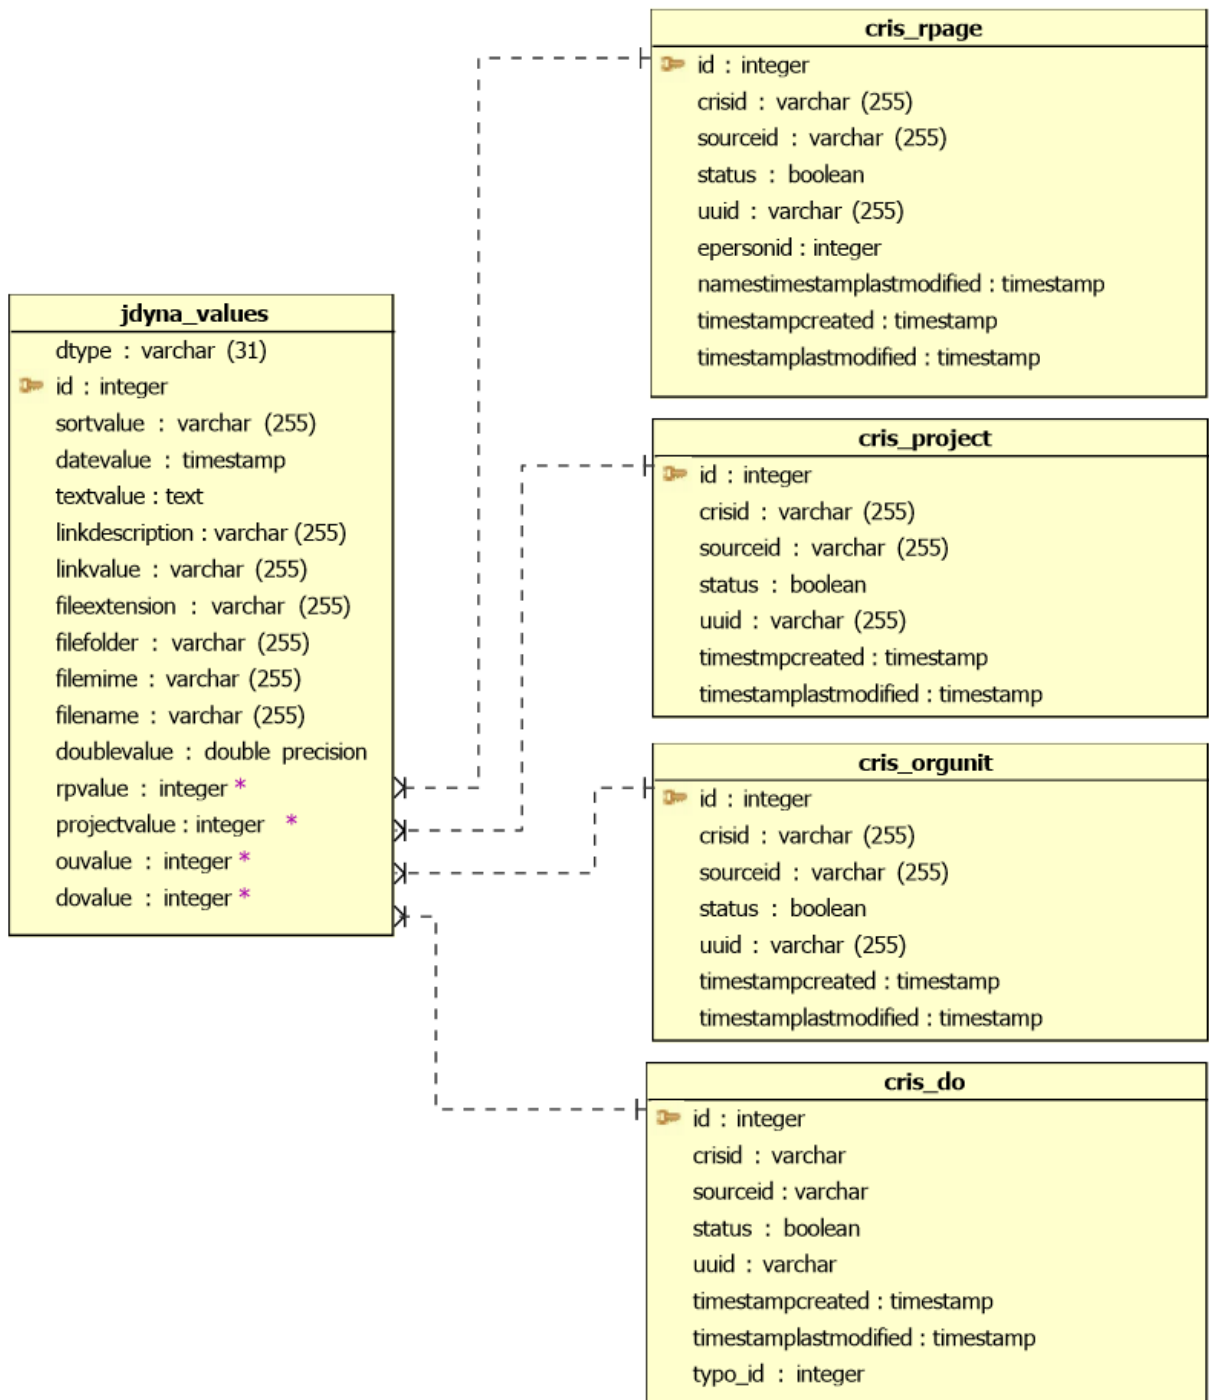 cris_rpage
id : integer
crisid : varchar (255)
sourceid : varchar (255)
status : boolean
uuid : varchar (255)
epersonid : integer
namestimestamplastmodified : timestamp
timestampcreated : timestamp
timestamplastmodified : timestamp
jdyna_values
dtype : varchar (31)
id : integer
sortvalue : varchar (255)
datevalue : timestamp
textvalue : text
linkdescription : varchar (255)
linkvalue : varchar (255)
fileextension : varchar (255)
filefolder : varchar (255)
filemime : varchar (255)
filename : varchar (255)
doublevalue : double precision
rpvalue : integer *
projectvalue : integer *
ouvalue : integer *
dovalue : integer *
cris_project
id : integer
crisid : varchar (255)
sourceid : varchar (255)
status : boolean
uuid : varchar (255)
timestmpcreated : timestamp
timestamplastmodified : timestamp
cris_orgunit
id : integer
crisid : varchar (255)
sourceid : varchar (255)
status : boolean
uuid : varchar (255)
timestampcreated : timestamp
timestamplastmodified : timestamp
cris_do
id : integer
crisid : varchar
sourceid : varchar
status : boolean
uuid : varchar
timestampcreated : timestamp
timestamplastmodified : timestamp
typo_id : integer